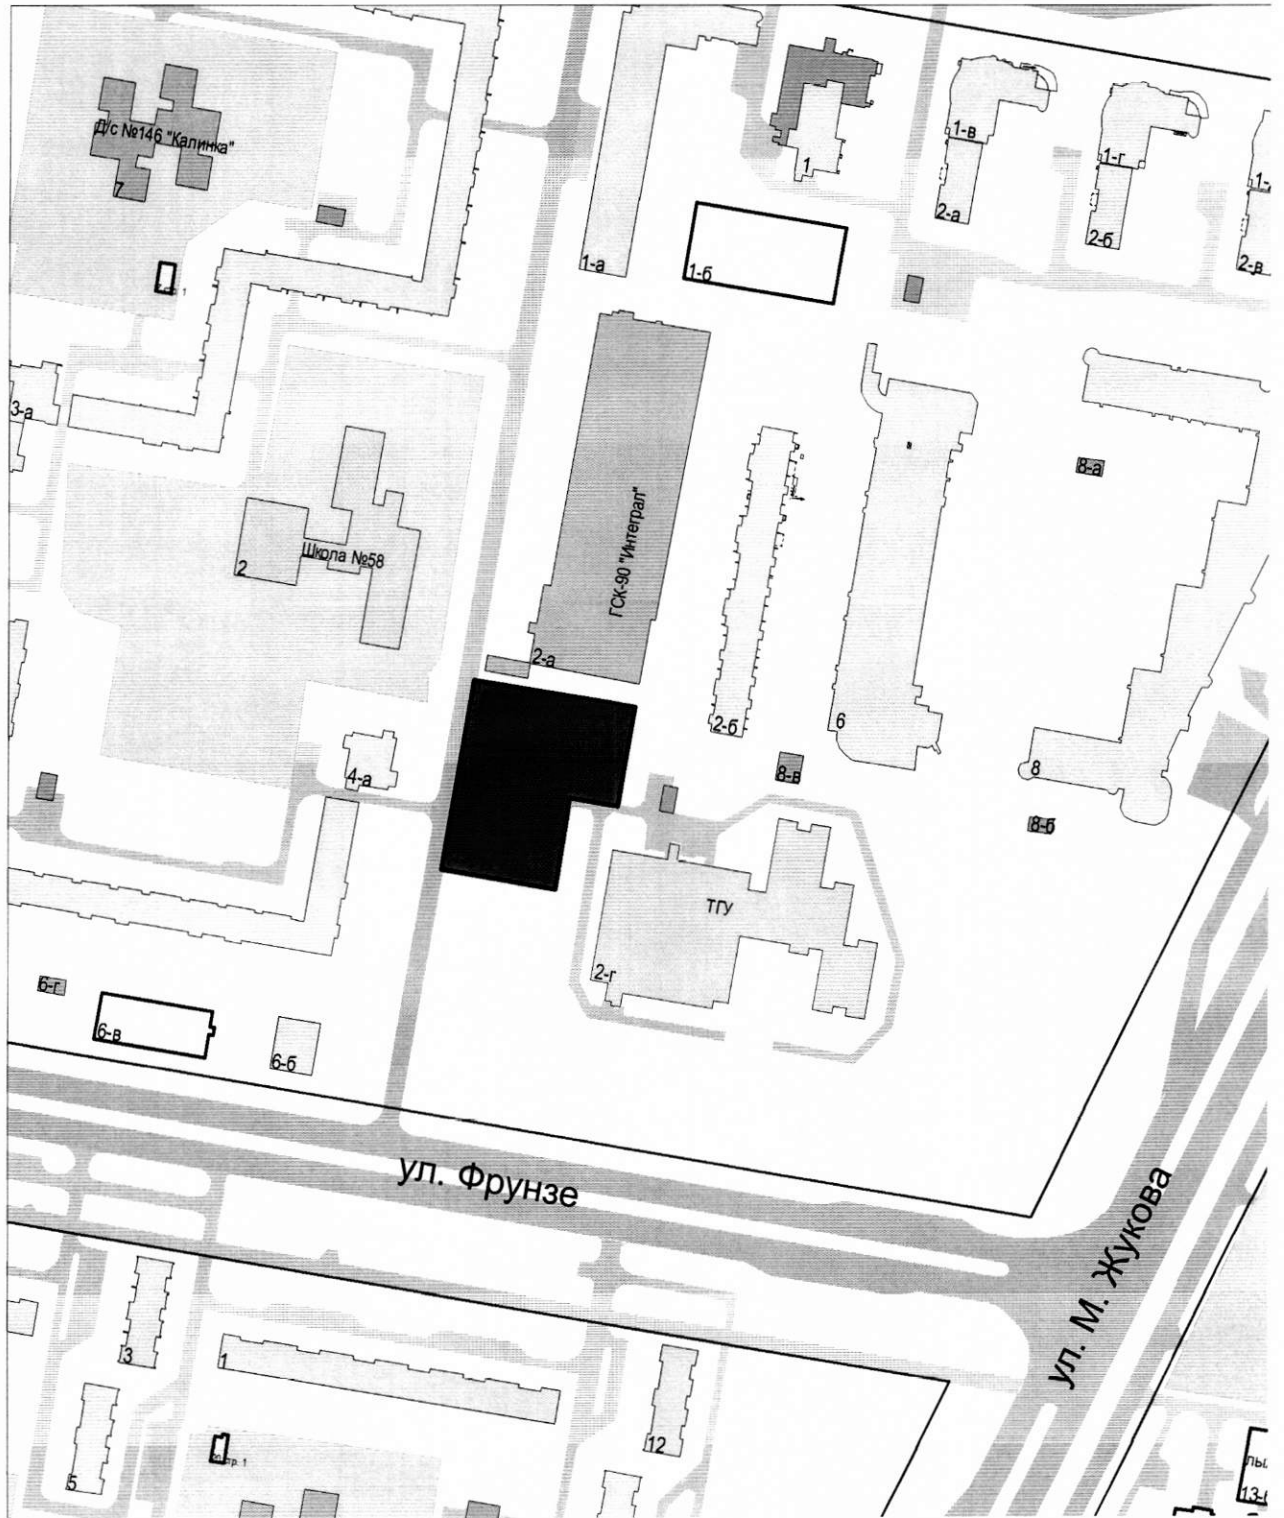 Д/с №146 "Калинка"
7
1
1-в
1-г
2-а
2-б
2-в
1-а
1-б
3-а
8-а
ГСК-90 "Интеграл"
Школа №58
2
2-а
2-б
6
4-а
8-в
8
8-б
ТГУ
2-г
6-г
6-в
6-б
ул. Фрунзе
ул. М. Жукова
3
1
12
5